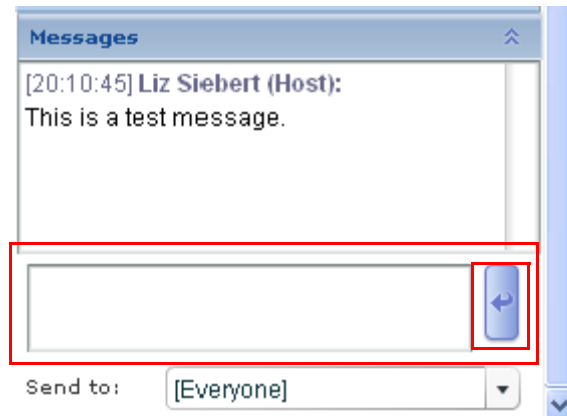 Messages
[20:10:45] Liz Siebert (Host):
This is a test message.
Send to: [Everyone]